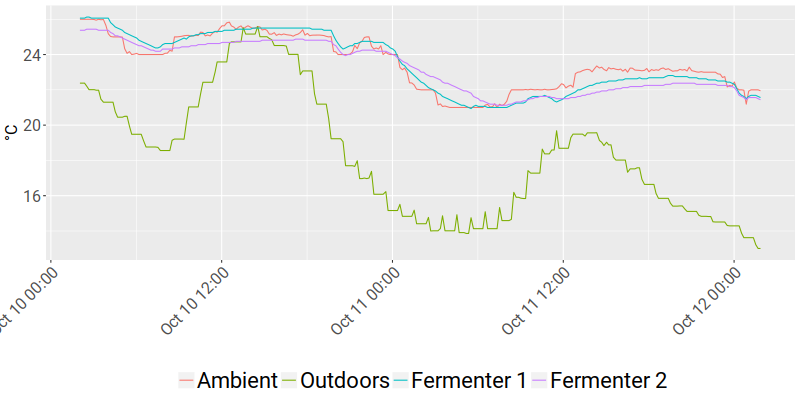 °C
24
20
16
ct 10 00:00
Oct 10 12:00
Oct 11 00:00
Oct 11 12:00
Oct 12 00:00
Ambient Outdoors Fermenter 1 Fermenter 2